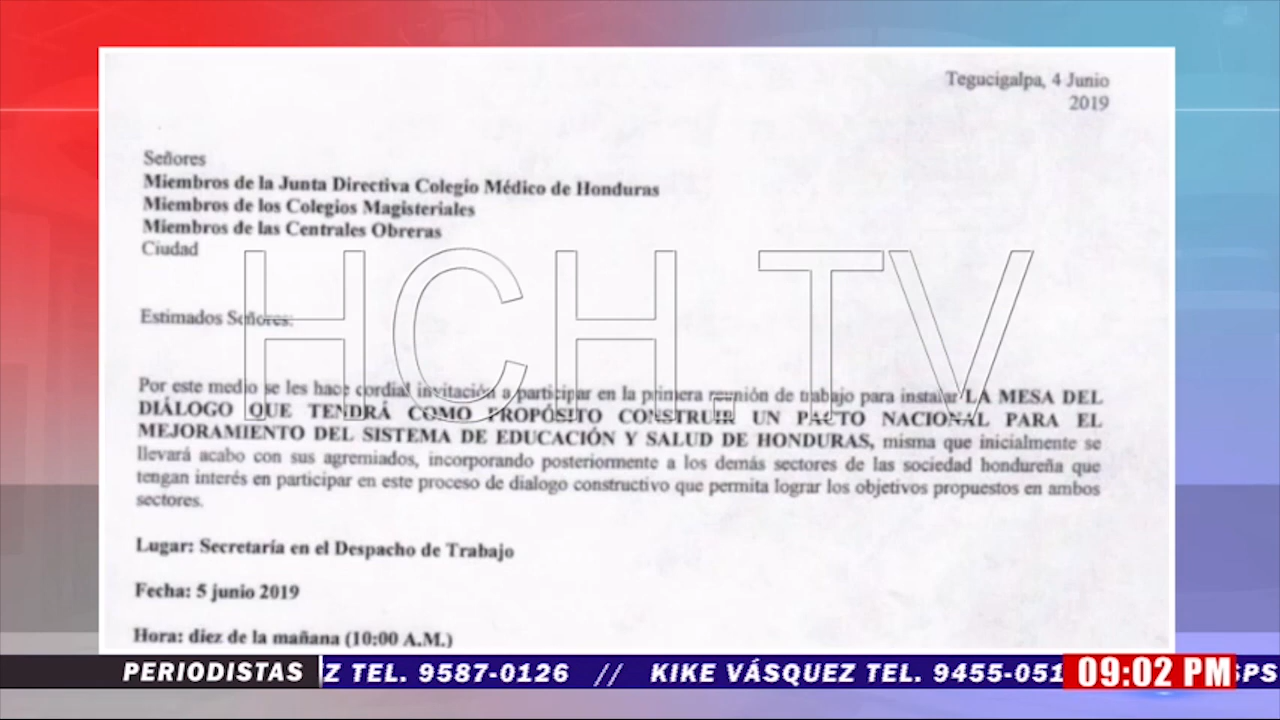 Tegucigalpa, 4 Junio
2019
Señores
Miembros de la Junta Directiva Colegio Médico de Honduras
Miembros de los Colegios Magisteriales
Miembros de las Centrales Obreras
Ciudad
HCH TV
Estimados Señores:
Por este medio se les hace cordial invitación a participar en la primera reunión de trabajo para instalar LA MESA DEL
DIÁLOGO QUE TENDRÁ COMO PROPÓSITO CONSTRUIR UN PACTO NACIONAL PARA EL
MEJORAMIENTO DEL SISTEMA DE EDUCACIÓN Y SALUD DE HONDURAS, misma que inicialmente se
llevará acabo con sus agremiados, incorporando posteriormente a los demás sectores de las sociedad hondureña que
tengan interés en participar en este proceso de dialogo constructivo que permita lograr los objetivos propuestos en ambos
sectores.
Lugar: Secretaría en el Despacho de Trabajo
Fecha: 5 junio 2019
Hora: diez de la mañana (10:00 A.M.)
PERIODISTAS Z TEL. 9587-0126 // KIKE VÁSQUEZ TEL. 9455-051 09:02 PM SPS